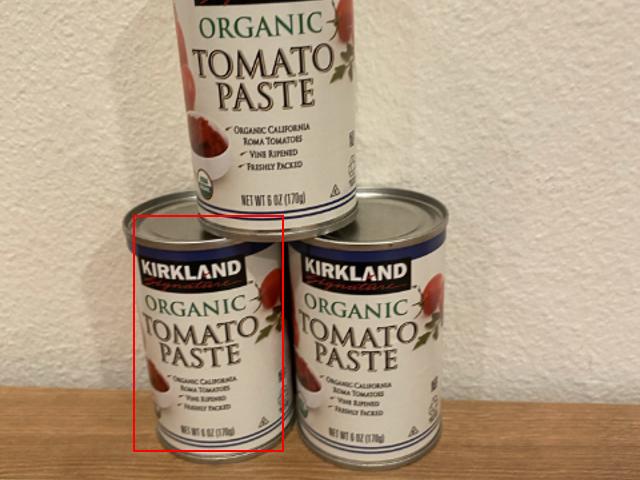 ORGANIC
TOMATO
PASTE
ORGANIC CALIFORNIA
ROMA TOMATOES
VINE RIPENED
FRESHLY PACKED
NET WT 6 OZ (170g)
KIRKLAND
Signature
ORGANIC
TOMATO
PASTE
ORGANIC CALIFORNIA
ROMA TOMATOES
VINE RIPENED
FRESHLY PACKED
NET WT 6 OZ (170g)
KIRKLAND
Signature
ORGANIC
TOMATO
PASTE
ORGANIC CALIFORNIA
ROMA TOMATOES
VINE RIPENED
FRESHLY PACKED
NET WT 6 OZ (170g)